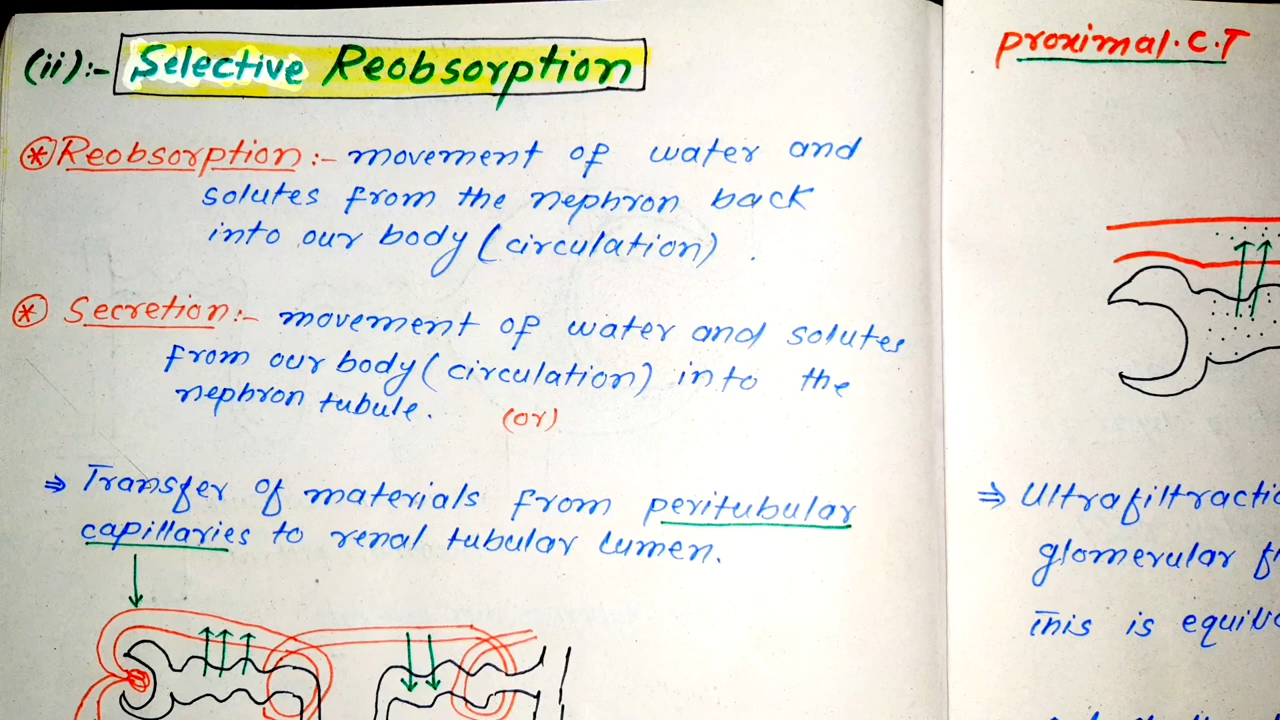 (ii):- Selective Reobsorption
* Reobsorption:- movement of water and
solutes from the nephron back
into our body (circulation).
* Secretion:- movement of water and solutes
from our body (circulation) into the
nephron tubule. (or)
⇒ Transfer of materials from peritubular
capillaries to renal tubular lumen.
proximal.C.T
⇒ Ultrafiltractio
glomerular f
This is equi